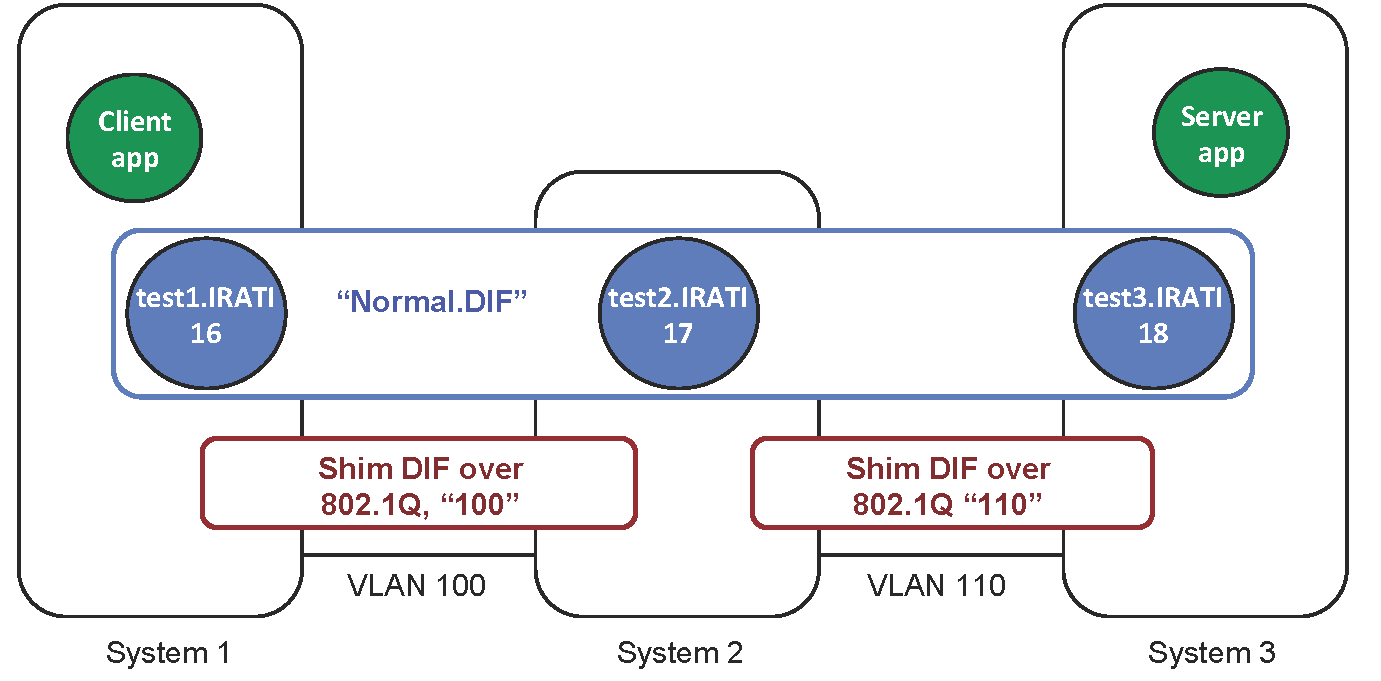 Client
app
Server
app
test1.IRATI
16
“Normal.DIF”
test2.IRATI
17
test3.IRATI
18
Shim DIF over
802.1Q, “100”
Shim DIF over
802.1Q “110”
VLAN 100
VLAN 110
System 1
System 2
System 3